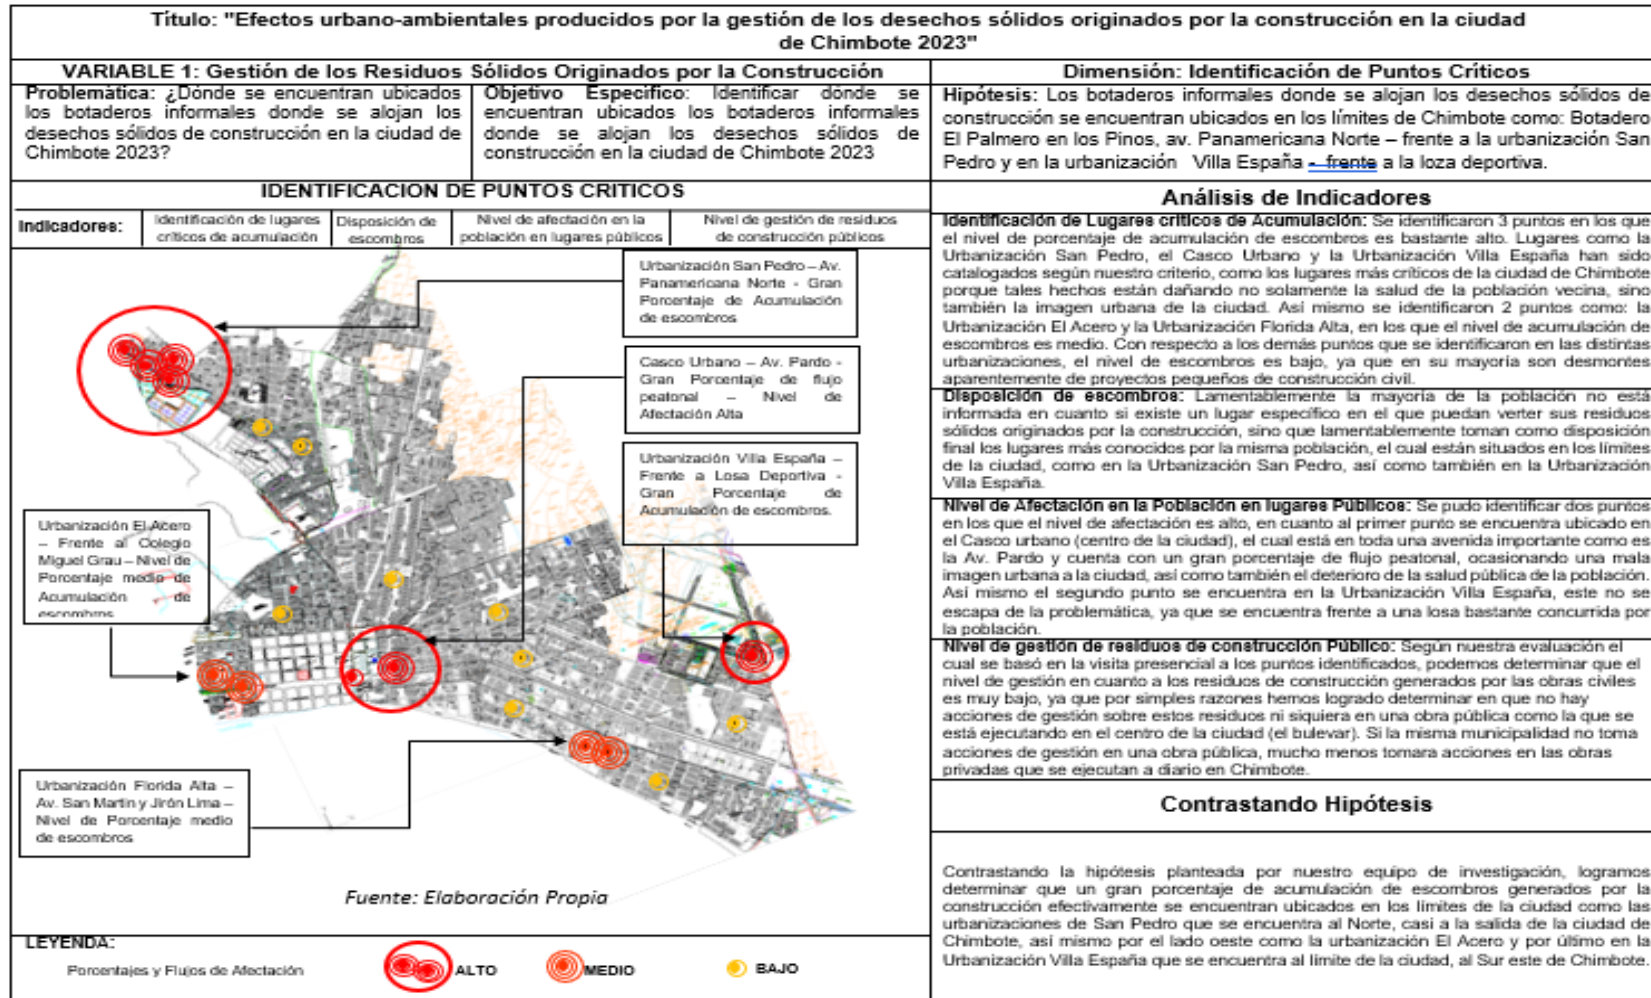 Título: "Efectos urbano-ambientales producidos por la gestión de los desechos sólidos originados por la construcción en la ciudad
de Chimbote 2023"
VARIABLE 1: Gestión de los Residuos Sólidos Originados por la Construcción
Problemática: ¿Dónde se encuentran ubicados
los botaderos informales donde se alojan los
desechos sólidos de construcción en la ciudad de
Chimbote 2023?
Objetivo Específico: Identificar dónde se
encuentran ubicados los botaderos informales
donde se alojan los desechos sólidos de
construcción en la ciudad de Chimbote 2023
Dimensión: Identificación de Puntos Críticos
Hipótesis: Los botaderos informales donde se alojan los desechos sólidos de
construcción se encuentran ubicados en los límites de Chimbote como: Botadero
El Palmero en los Pinos, av. Panamericana Norte – frente a la urbanización San
Pedro y en la urbanización Villa España - frente a la loza deportiva.
IDENTIFICACION DE PUNTOS CRITICOS
Indicadores:
Identificación de lugares
críticos de acumulación
Disposición de
escombros
Nivel de afectación en la
población en lugares públicos
Nivel de gestión de residuos
de construcción públicos
Urbanización San Pedro – Av.
Panamericana Norte - Gran
Porcentaje de Acumulación
de escombros
Casco Urbano – Av. Pardo -
Gran Porcentaje de flujo
peatonal – Nivel de
Afectación Alta
Urbanización Villa España –
Frente a Losa Deportiva -
Gran Porcentaje de
Acumulación de escombros.
Urbanización El Acero
– Frente al Colegio
Miguel Grau – Nivel de
Porcentaje medio de
Acumulación de
escombros
Urbanización Florida Alta –
Av. San Martin y Jirón Lima –
Nivel de Porcentaje medio
de escombros
Fuente: Elaboración Propia
LEYENDA:
Porcentajes y Flujos de Afectación
ALTO
MEDIO
BAJO
Análisis de Indicadores
Identificación de Lugares críticos de Acumulación: Se identificaron 3 puntos en los que
el nivel de porcentaje de acumulación de escombros es bastante alto. Lugares como la
Urbanización San Pedro, el Casco Urbano y la Urbanización Villa España han sido
catalogados según nuestro criterio, como los lugares más críticos de la ciudad de Chimbote
porque tales hechos están dañando no solamente la salud de la población vecina, sino
también la imagen urbana de la ciudad. Así mismo se identificaron 2 puntos como: la
Urbanización El Acero y la Urbanización Florida Alta, en los que el nivel de acumulación de
escombros es medio. Con respecto a los demás puntos que se identificaron en las distintas
urbanizaciones, el nivel de escombros es bajo, ya que en su mayoría son desmontes
aparentemente de proyectos pequeños de construcción civil.
Disposición de escombros: Lamentablemente la mayoría de la población no está
informada en cuanto si existe un lugar específico en el que puedan verter sus residuos
sólidos originados por la construcción, sino que lamentablemente toman como disposición
final los lugares más conocidos por la misma población, el cual están situados en los límites
de la ciudad, como en la Urbanización San Pedro, así como también en la Urbanización
Villa España.
Nivel de Afectación en la Población en lugares Públicos: Se pudo identificar dos puntos
en los que el nivel de afectación es alto, en cuanto al primer punto se encuentra ubicado en
el Casco urbano (centro de la ciudad), el cual está en toda una avenida importante como es
la Av. Pardo y cuenta con un gran porcentaje de flujo peatonal, ocasionando una mala
imagen urbana a la ciudad, así como también el deterioro de la salud pública de la población.
Así mismo el segundo punto se encuentra en la Urbanización Villa España, este no se
escapa de la problemática, ya que se encuentra frente a una losa bastante concurrida por
la población.
Nivel de gestión de residuos de construcción Público: Según nuestra evaluación el
cual se basó en la visita presencial a los puntos identificados, podemos determinar que el
nivel de gestión en cuanto a los residuos de construcción generados por las obras civiles
es muy bajo, ya que por simples razones hemos logrado determinar en que no hay
acciones de gestión sobre estos residuos ni siquiera en una obra pública como la que se
está ejecutando en el centro de la ciudad (el bulevar). Si la misma municipalidad no toma
acciones de gestión en una obra pública, mucho menos tomara acciones en las obras
privadas que se ejecutan a diario en Chimbote.
Contrastando Hipótesis
Contrastando la hipótesis planteada por nuestro equipo de investigación, logramos
determinar que un gran porcentaje de acumulación de escombros generados por la
construcción efectivamente se encuentran ubicados en los límites de la ciudad como las
urbanizaciones de San Pedro que se encuentra al Norte, casi a la salida de la ciudad de
Chimbote, así mismo por el lado oeste como la urbanización El Acero y por último en la
Urbanización Villa España que se encuentra al límite de la ciudad, al Sur este de Chimbote.